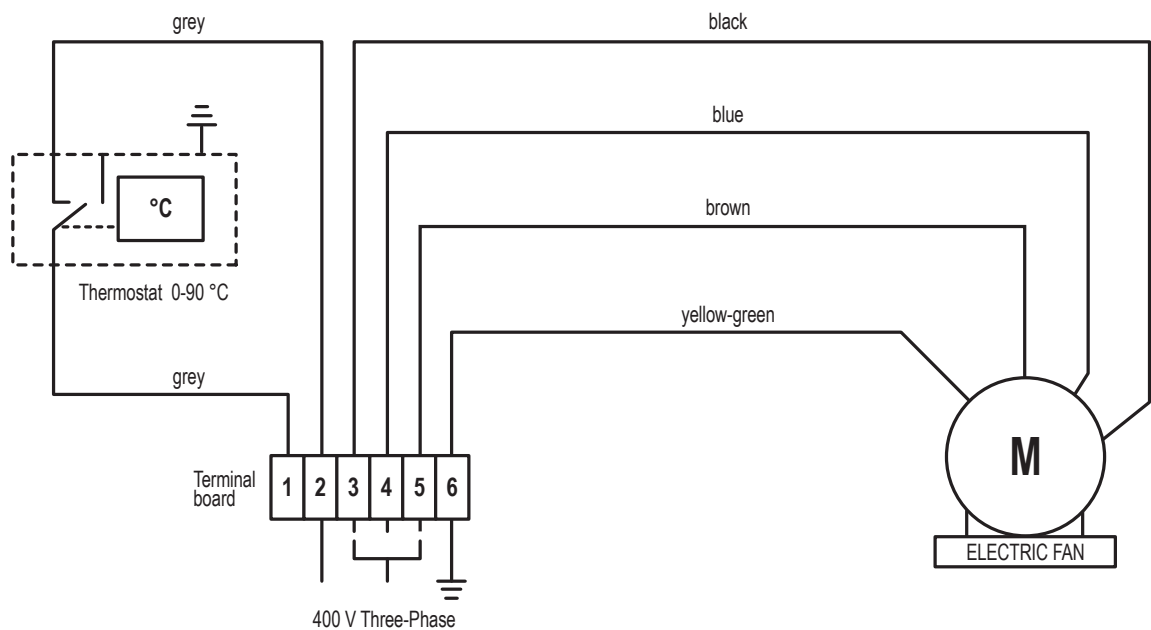 grey
black
blue
°C
brown
Thermostat 0-90 °C
yellow-green
grey
M
Terminal
board
1 2 3 4 5 6
ELECTRIC FAN
400 V Three-Phase